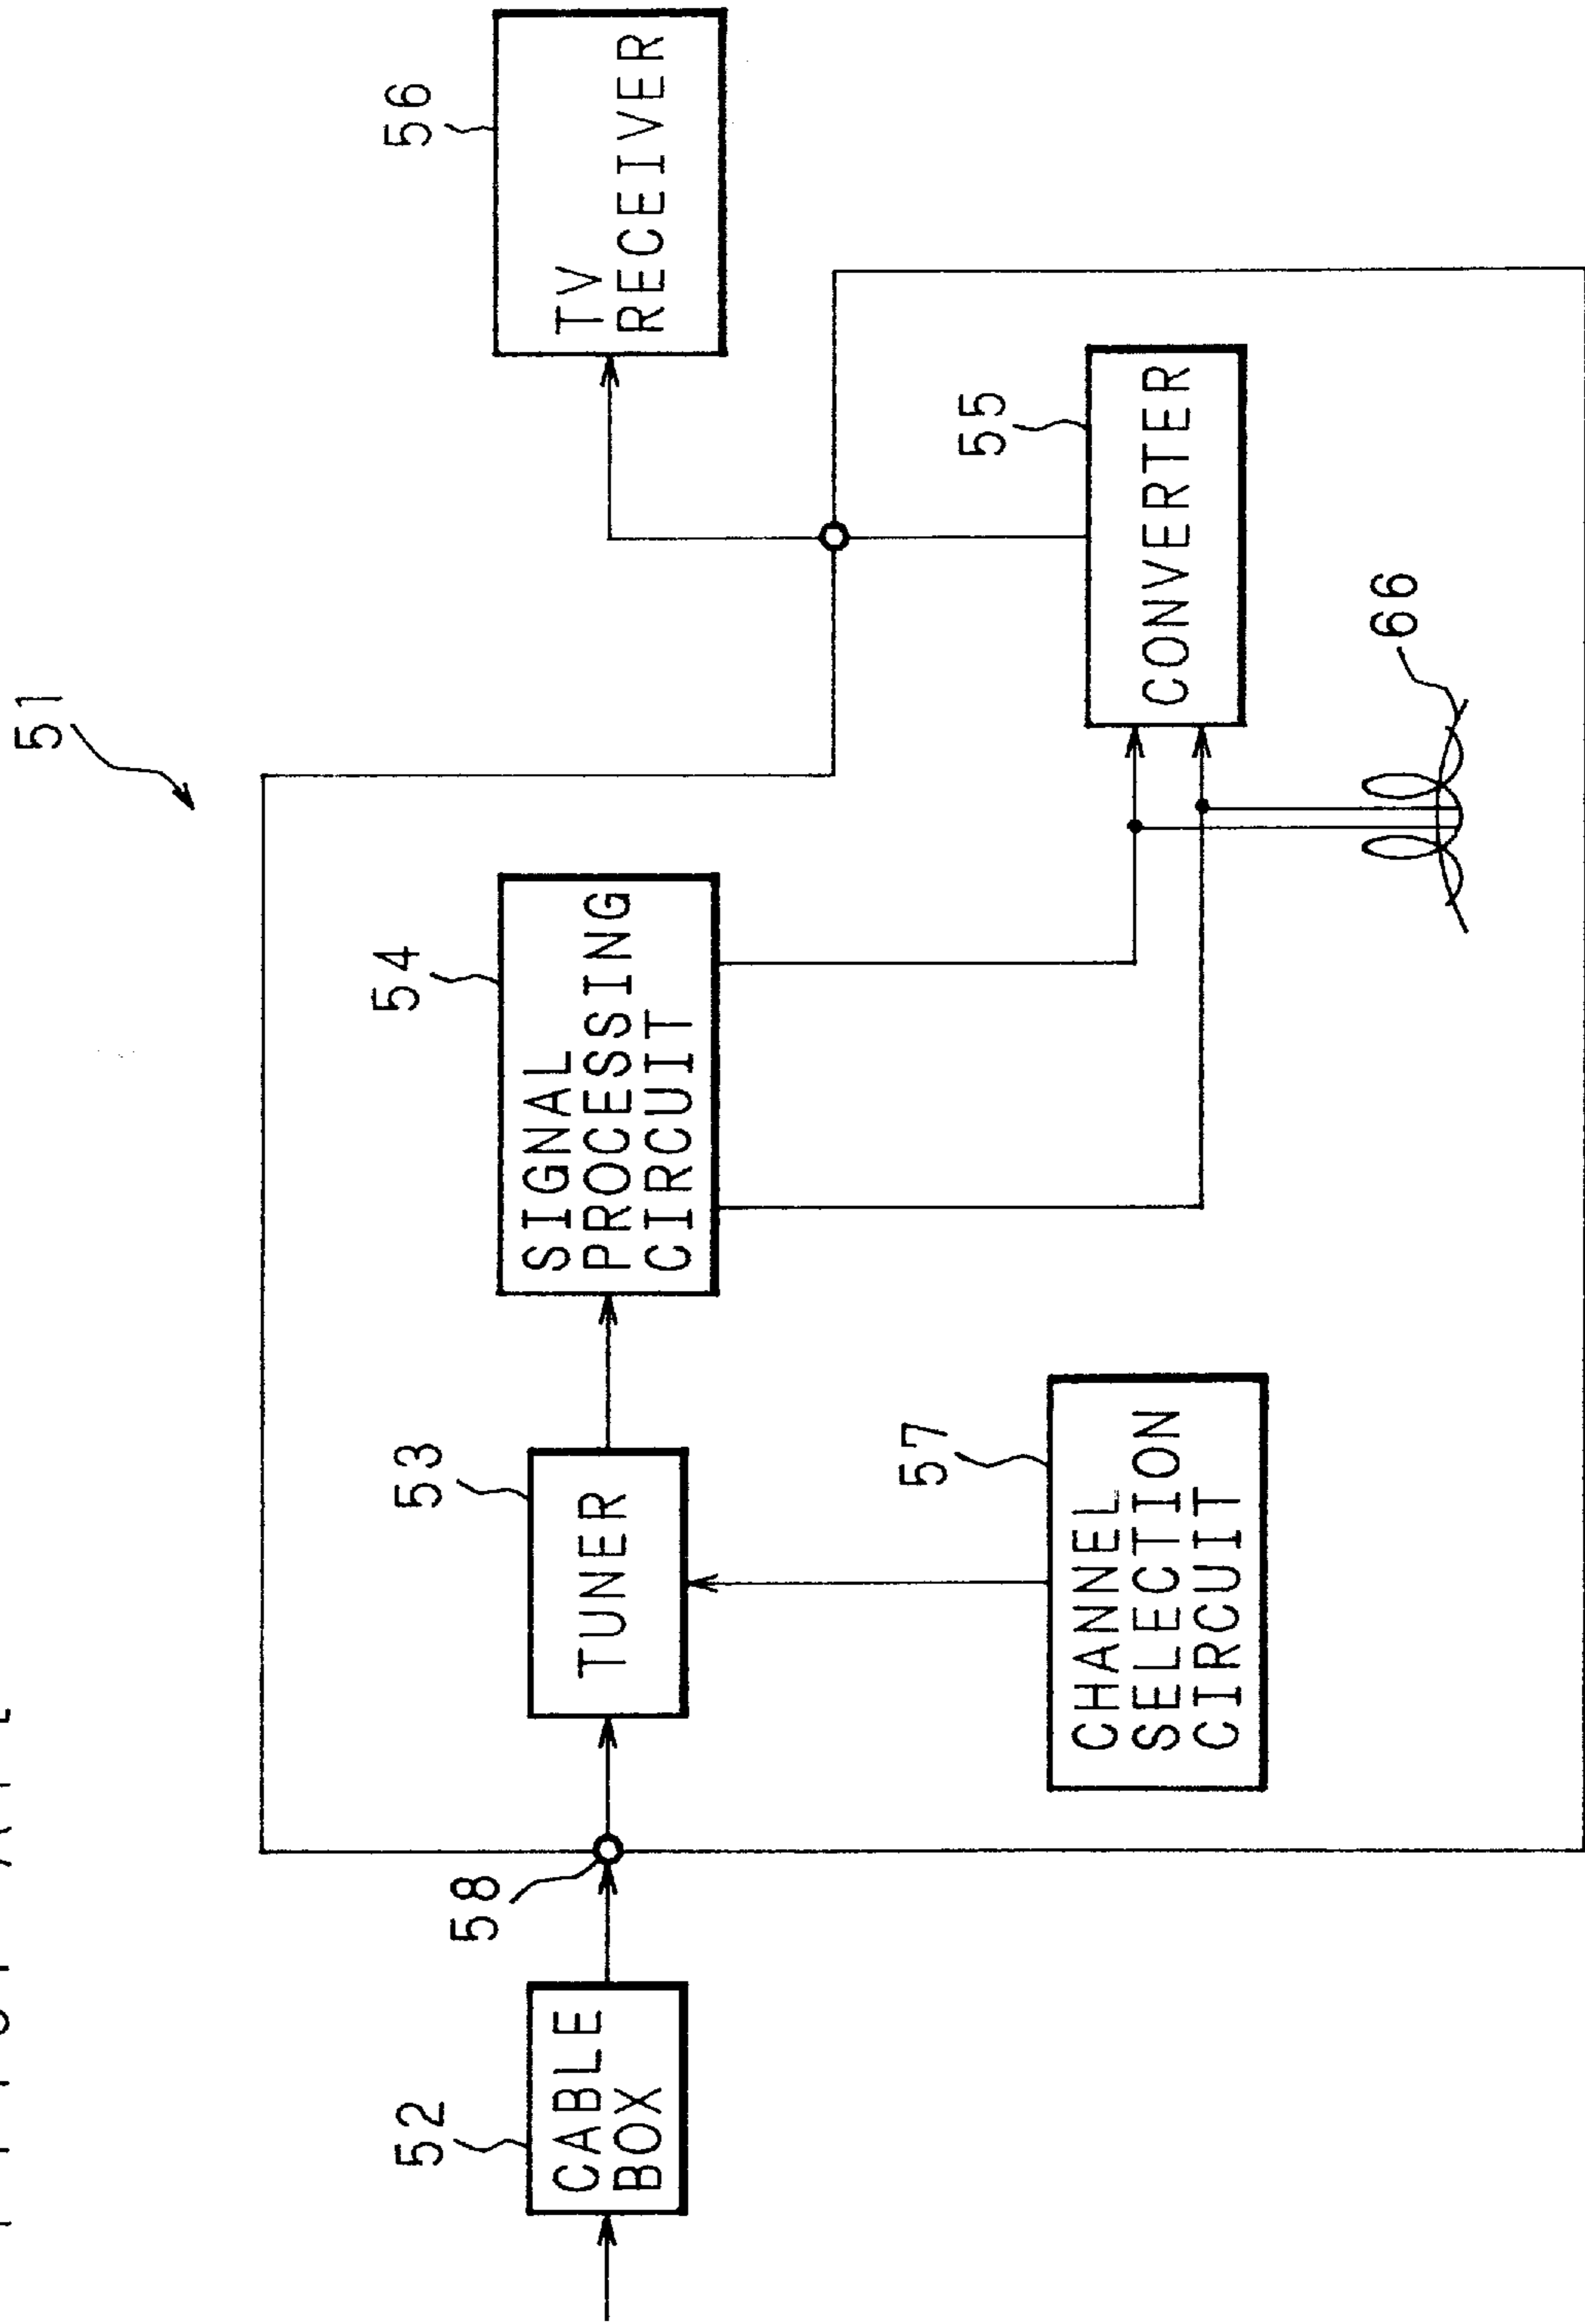 51
56
TV
RECEIVER
54
SIGNAL
PROCESSING
CIRCUIT
53
TUNER
55
CONVERTER
58
52
CABLE
BOX
57
CHANNEL
SELECTION
CIRCUIT
66